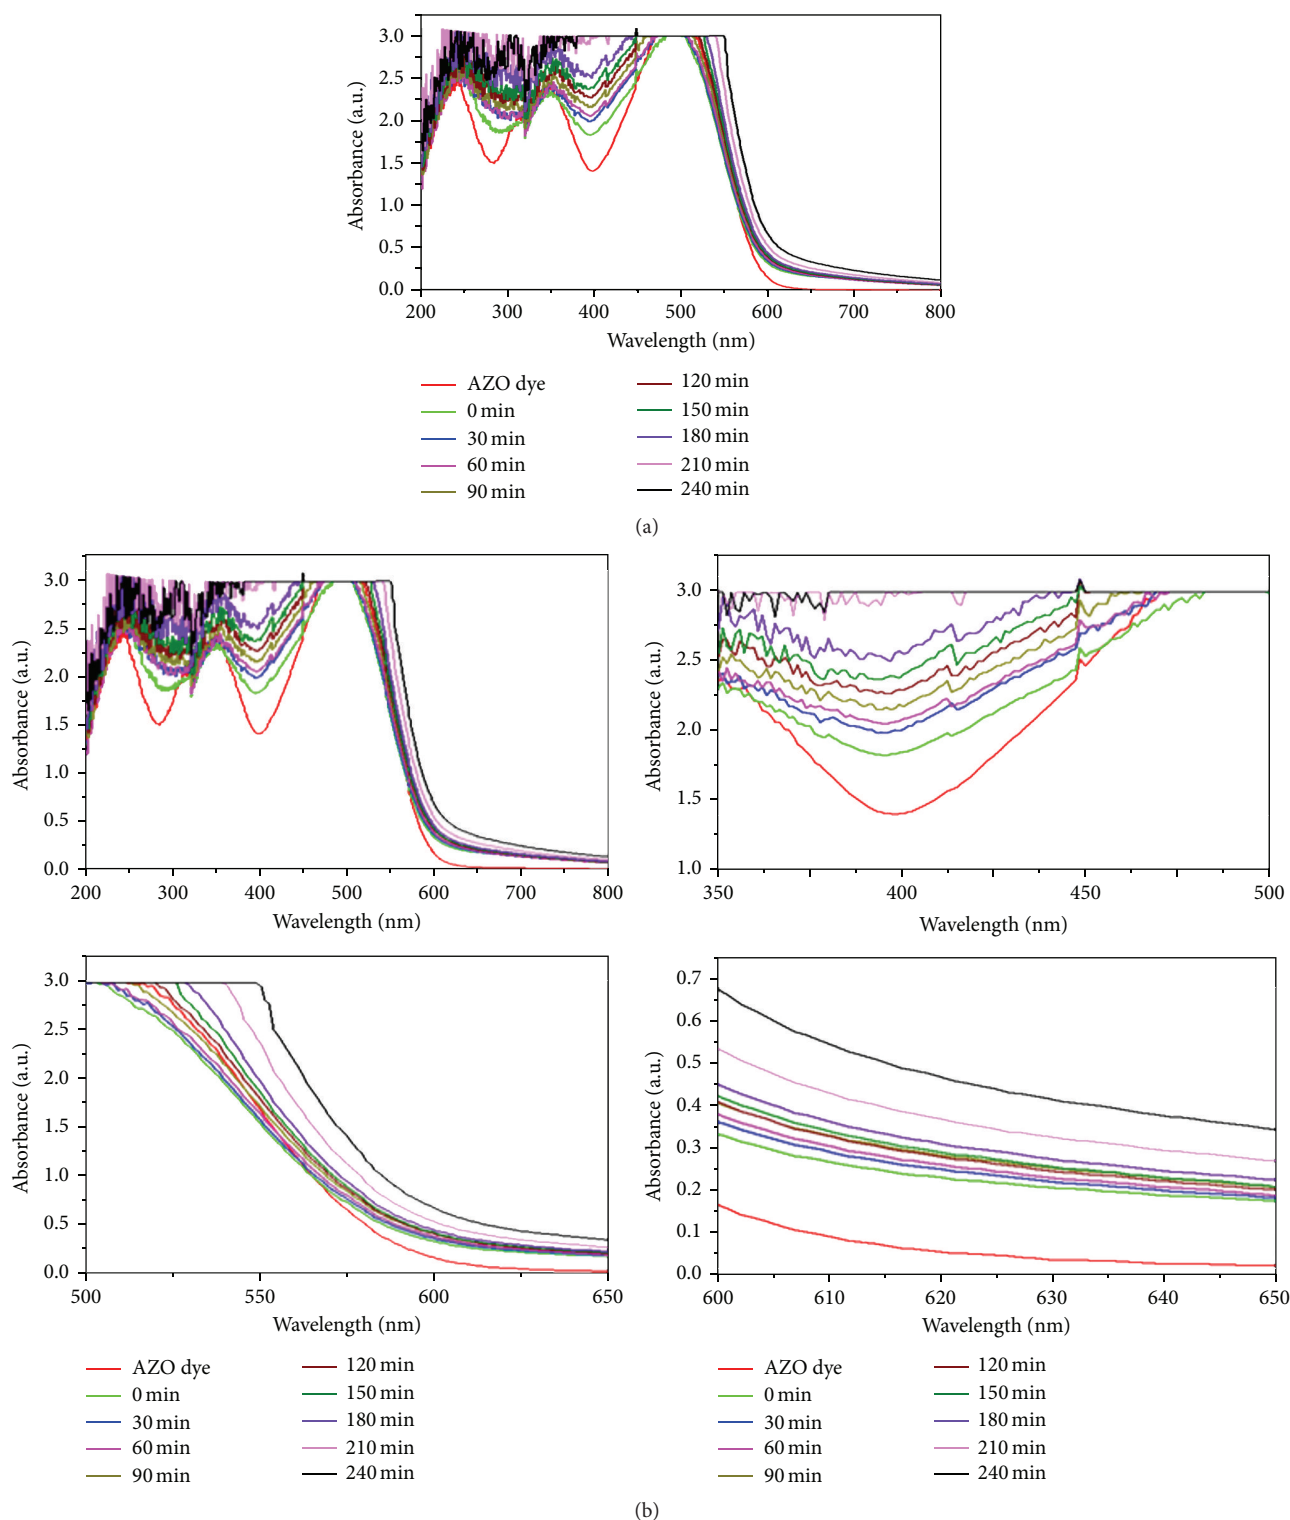 3.0
2.5
2.0
1.5
1.0
0.5
0.0
Absorbance (a.u.)
200 300 400 500 600 700 800
Wavelength (nm)
AZO dye
0 min
30 min
60 min
90 min
120 min
150 min
180 min
210 min
240 min
(a)
3.0
2.5
2.0
1.5
1.0
0.5
0.0
Absorbance (a.u.)
200 300 400 500 600 700 800
Wavelength (nm)
3.0
2.5
2.0
1.5
1.0
Absorbance (a.u.)
350 400 450 500
Wavelength (nm)
3.0
2.5
2.0
1.5
1.0
0.5
0.0
Absorbance (a.u.)
500 550 600 650
Wavelength (nm)
0.7
0.6
0.5
0.4
0.3
0.2
0.1
0.0
Absorbance (a.u.)
600 610 620 630 640 650
Wavelength (nm)
AZO dye
0 min
30 min
60 min
90 min
120 min
150 min
180 min
210 min
240 min
AZO dye
0 min
30 min
60 min
90 min
120 min
150 min
180 min
210 min
240 min
(b)